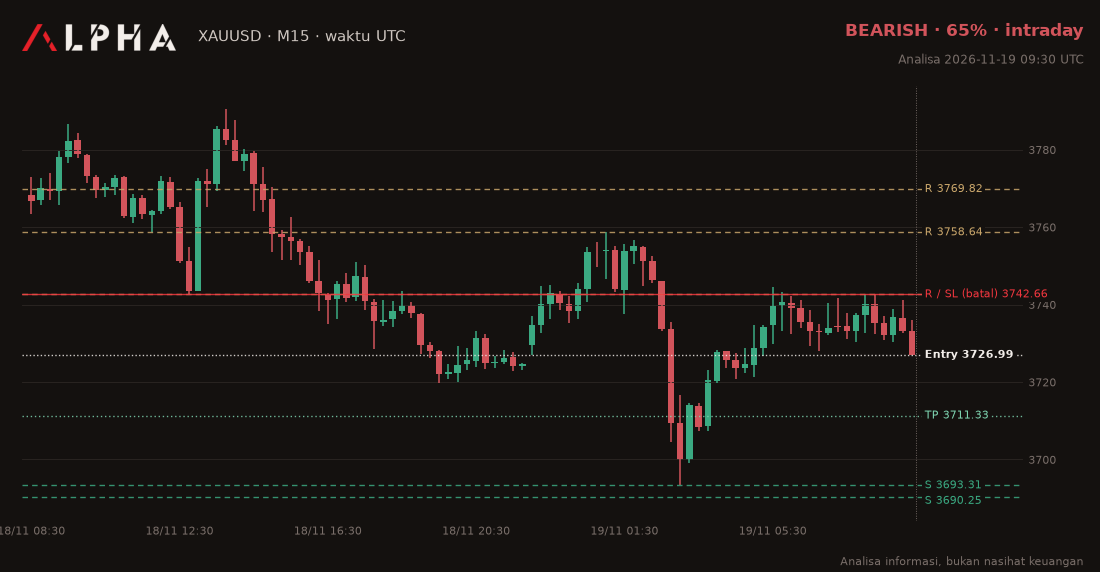 ALPHA XAUUSD · M15 · waktu UTC
BEARISH · 65% · intraday
Analisa 2026-11-19 09:30 UTC
3780
R 3769.82
3760
R 3758.64
R / SL (batal) 3742.66
3740
Entry 3726.99
3720
TP 3711.33
3700
S 3693.31
S 3690.25
18/11 08:30
18/11 12:30
18/11 16:30
18/11 20:30
19/11 01:30
19/11 05:30
Analisa informasi, bukan nasihat keuangan